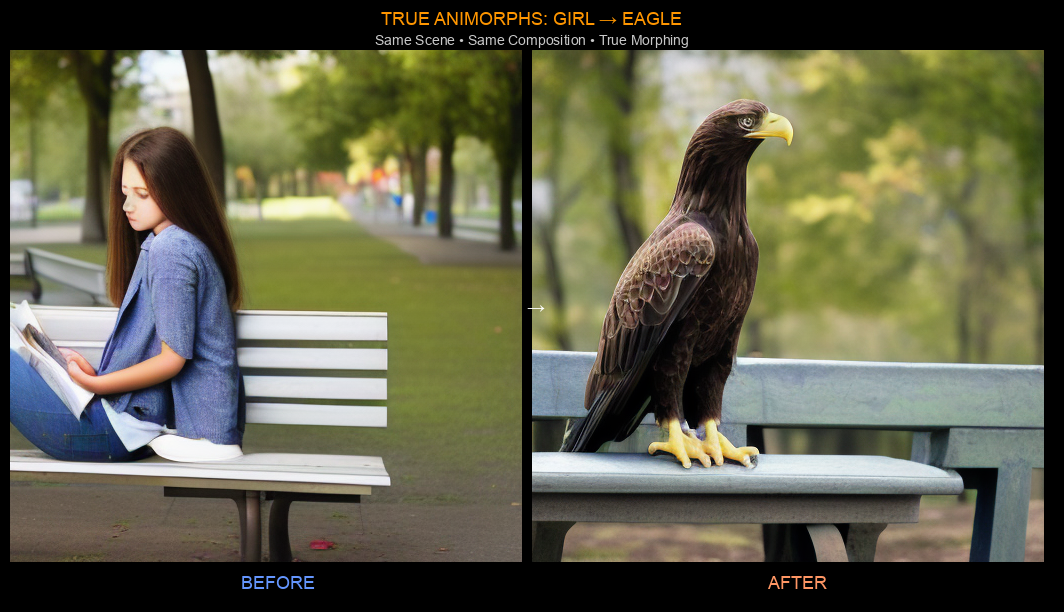 TRUE ANIMORPHS: GIRL → EAGLE
Same Scene • Same Composition • True Morphing
→
BEFORE
AFTER